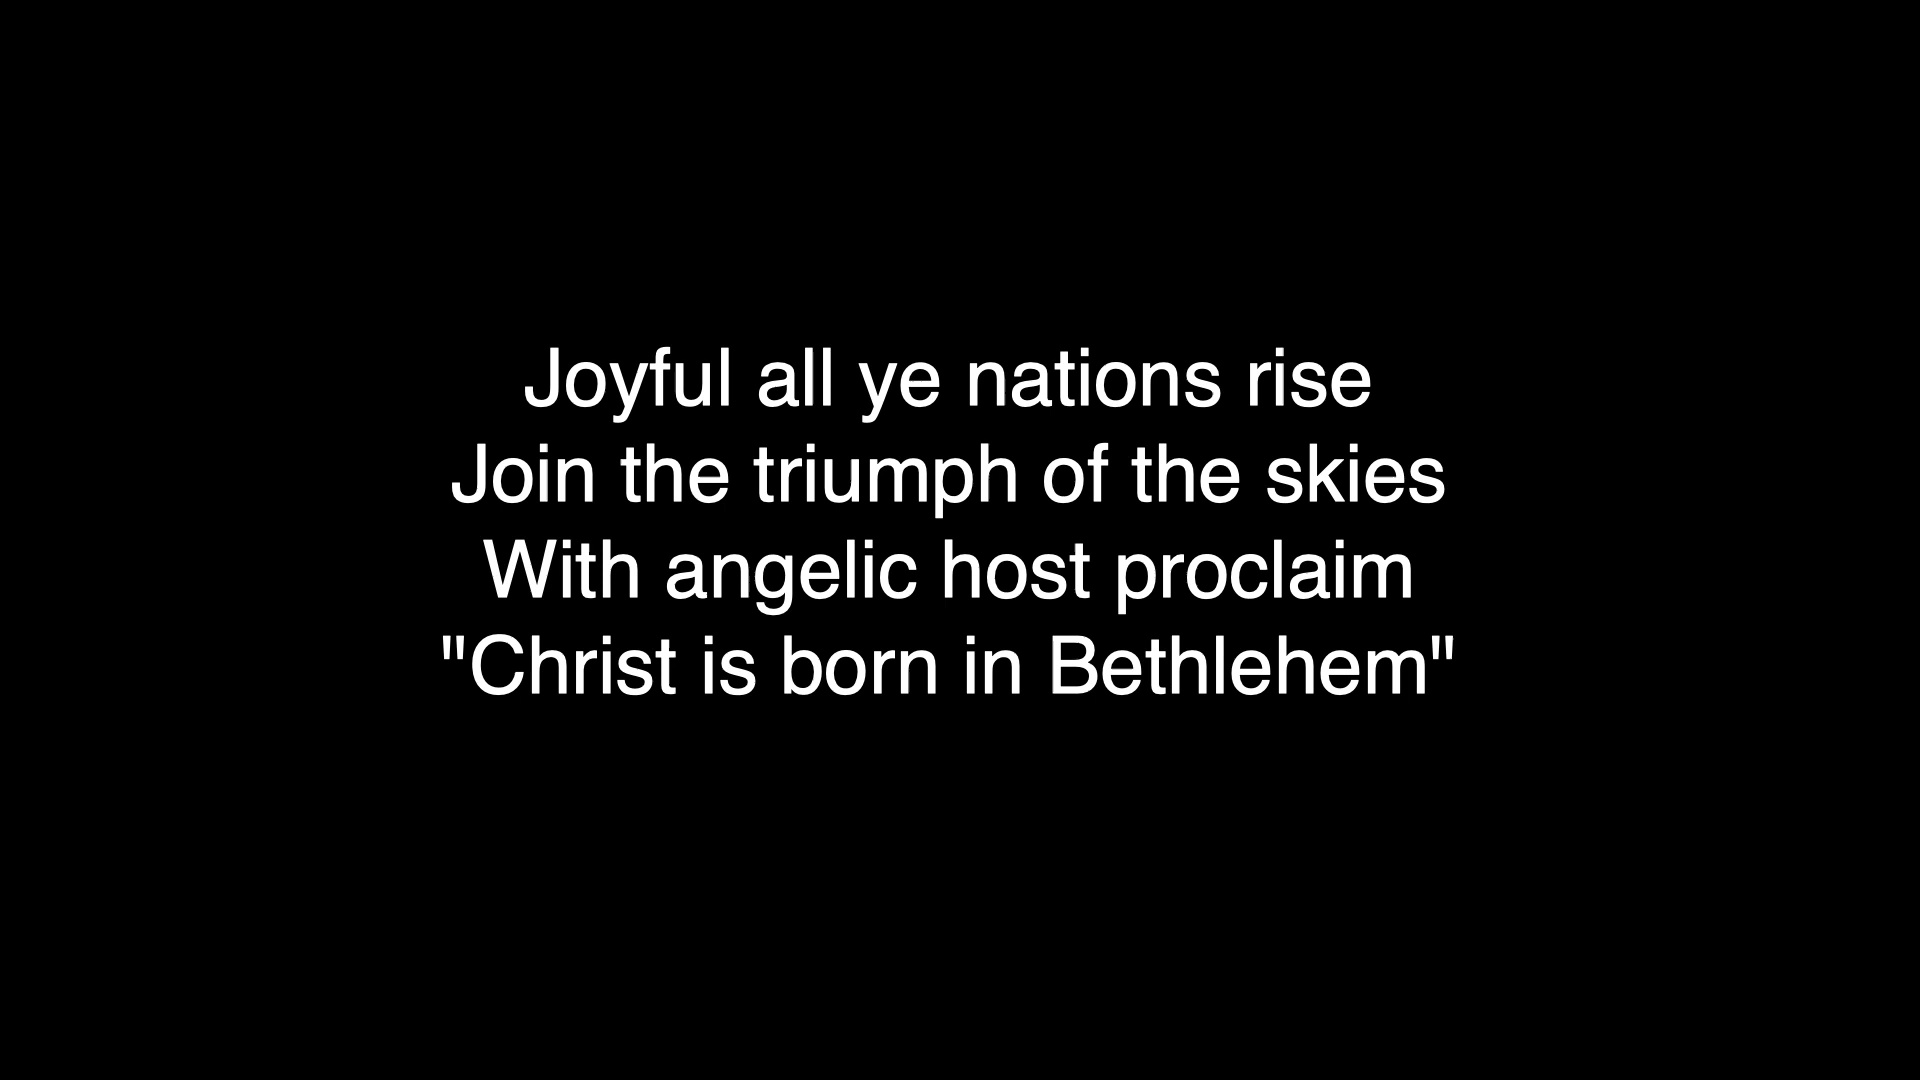 Joyful all ye nations rise
Join the triumph of the skies
With angelic host proclaim
"Christ is born in Bethlehem"